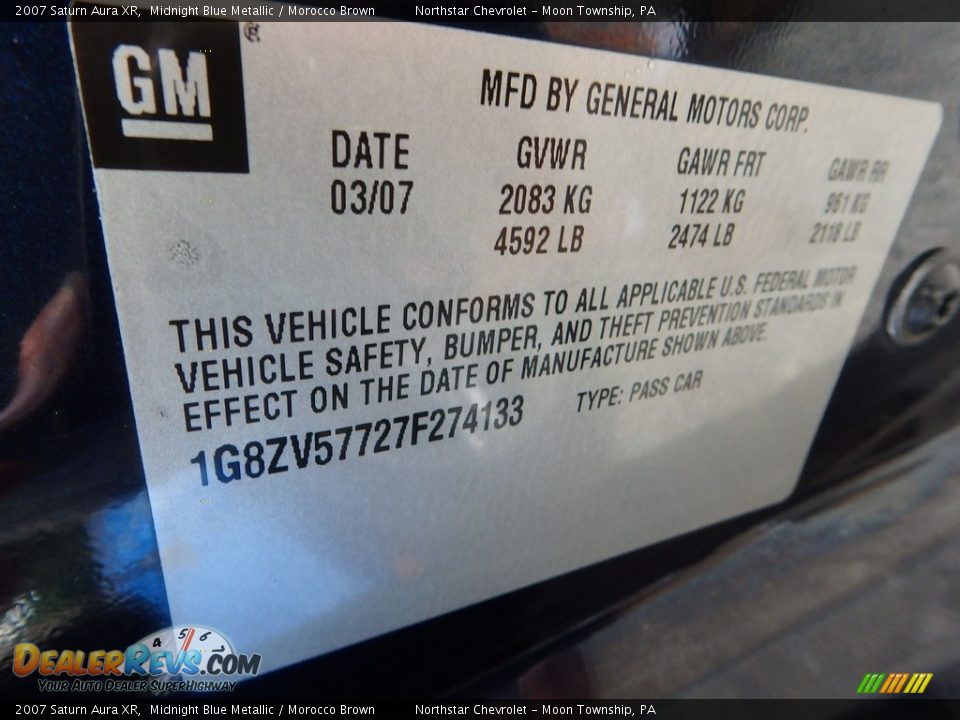 2007 Saturn Aura XR, Midnight Blue Metallic / Morocco Brown Northstar Chevrolet - Moon Township, PA
GM
MFD BY GENERAL MOTORS CORP.
DATE GVWR GAWR FRT GAWR RR
03/07 2083 KG 1122 KG 961 KG
4592 LB 2474 LB 2118 LB
THIS VEHICLE CONFORMS TO ALL APPLICABLE U.S. FEDERAL MOTOR
VEHICLE SAFETY, BUMPER, AND THEFT PREVENTION STANDARDS IN
EFFECT ON THE DATE OF MANUFACTURE SHOWN ABOVE.
1G8ZV57727F274133 TYPE: PASS CAR
4 5 6
DEALERREVS.COM
YOUR AUTO DEALER SUPERHIGHWAY
2007 Saturn Aura XR, Midnight Blue Metallic / Morocco Brown Northstar Chevrolet - Moon Township, PA